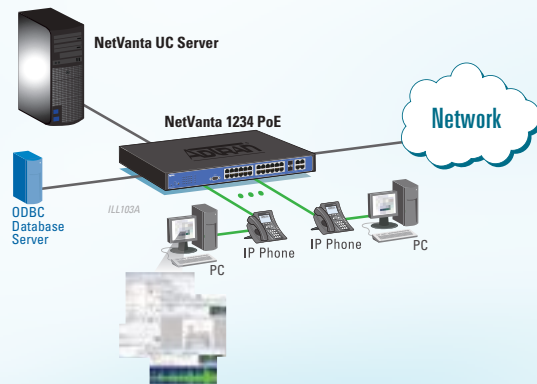 NetVanta UC Server
NetVanta 1234 PoE
ADTRAN
Network
ODBC
Database
Server
ILL103A
IP Phone
IP Phone
PC
PC